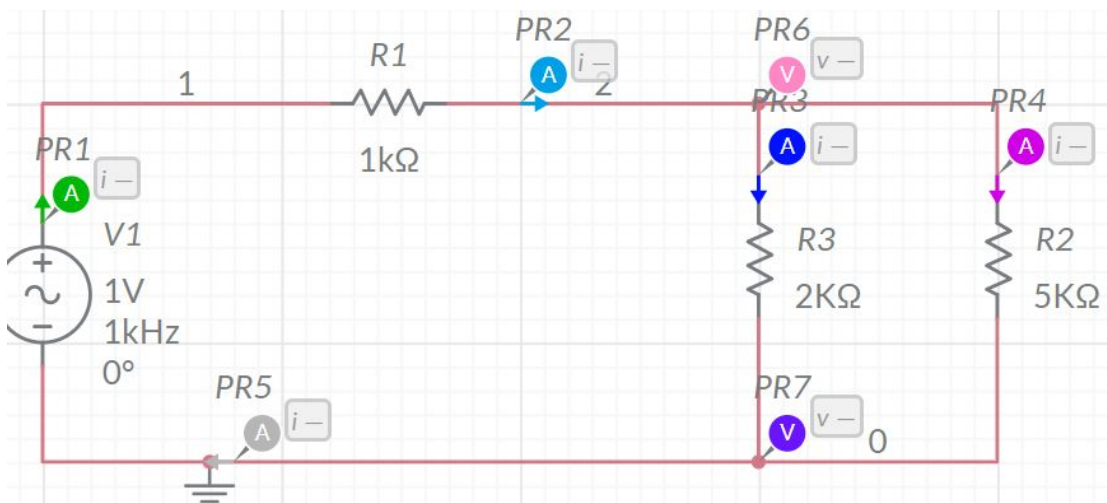 PR2
PR6
R1
A
i —
V
v —
1
2
PR3
PR4
PR1
1kΩ
A
i —
A
i —
A
i —
V1
R3
R2
+
1V
2KΩ
5KΩ
1kHz
0°
PR5
PR7
A
i —
V
v —
0